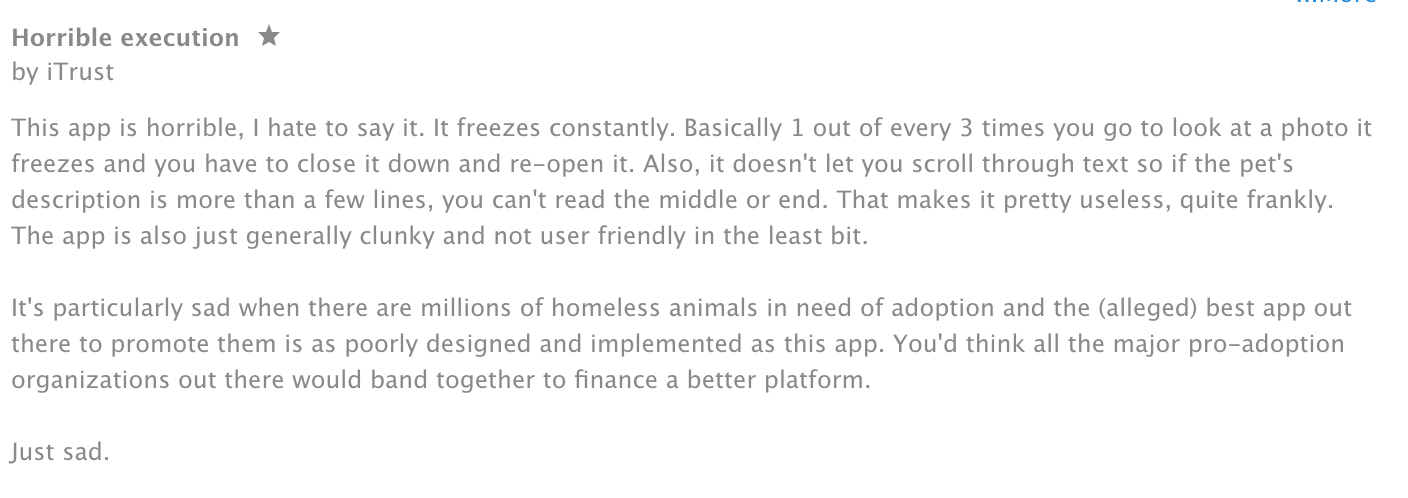 Horrible execution ★
by iTrust
This app is horrible, I hate to say it. It freezes constantly. Basically 1 out of every 3 times you go to look at a photo it
freezes and you have to close it down and re-open it. Also, it doesn't let you scroll through text so if the pet's
description is more than a few lines, you can't read the middle or end. That makes it pretty useless, quite frankly.
The app is also just generally clunky and not user friendly in the least bit.
It's particularly sad when there are millions of homeless animals in need of adoption and the (alleged) best app out
there to promote them is as poorly designed and implemented as this app. You'd think all the major pro-adoption
organizations out there would band together to finance a better platform.
Just sad.